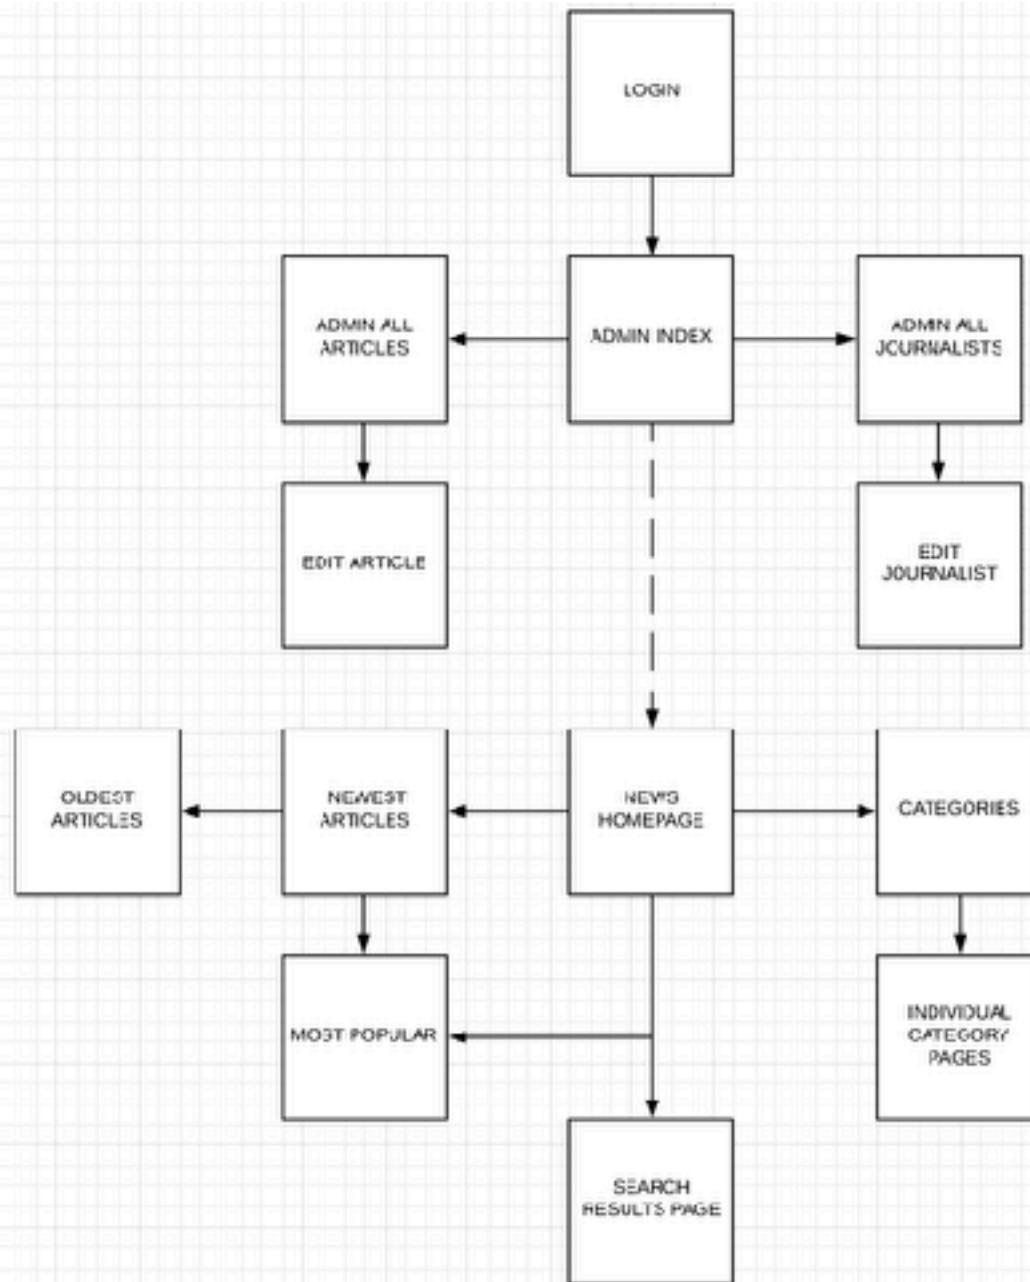 LOGIN
ADMIN ALL
ARTICLES
ADMIN INDEX
ADMIN ALL
JOURNALISTS
EDIT ARTICLE
EDIT
JOURNALIST
OLDEST
ARTICLES
NEWEST
ARTICLES
NEWS
HOMEPAGE
CATEGORIES
MOST POPULAR
INDIVIDUAL
CATEGORY
PAGES
SEARCH
RESULTS PAGE